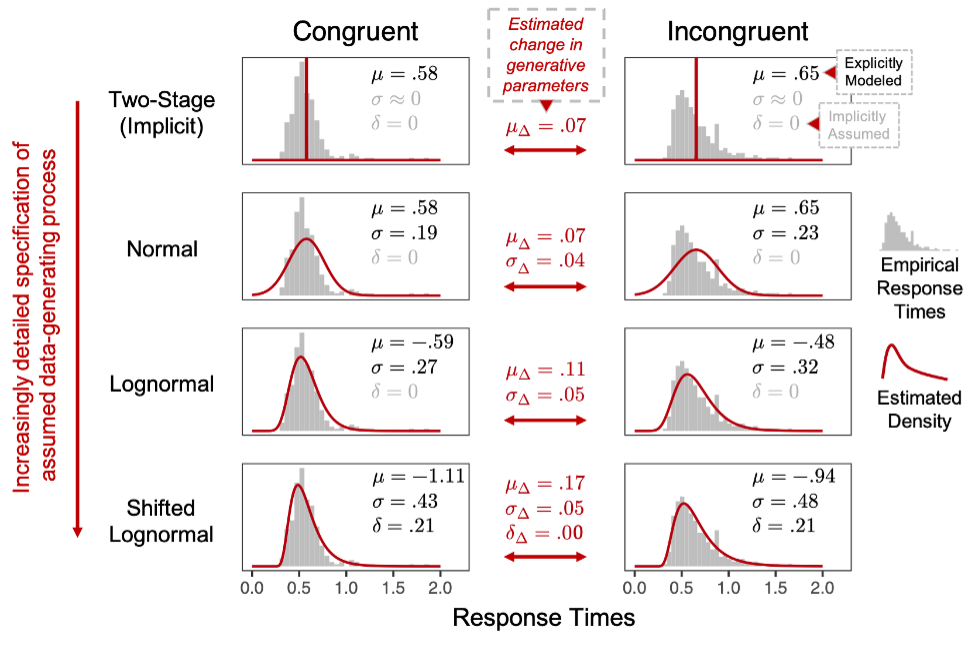 Congruent
Estimated
change in
generative
parameters
Incongruent
Two-Stage
(Implicit)
μ = .58
σ ≈ 0
δ = 0
μΔ = .07
μ = .65
σ ≈ 0
δ = 0
Explicitly
Modeled
Implicitly
Assumed
Increasingly detailed specification of
assumed data-generating process
Normal
μ = .58
σ = .19
δ = 0
μΔ = .07
σΔ = .04
μ = .65
σ = .23
δ = 0
Empirical
Response
Times
Lognormal
μ = −.59
σ = .27
δ = 0
μΔ = .11
σΔ = .05
μ = −.48
σ = .32
δ = 0
Estimated
Density
Shifted
Lognormal
μ = −1.11
σ = .43
δ = .21
μΔ = .17
σΔ = .05
δΔ = .00
μ = −.94
σ = .48
δ = .21
0.0 0.5 1.0 1.5 2.0
0.0 0.5 1.0 1.5 2.0
Response Times